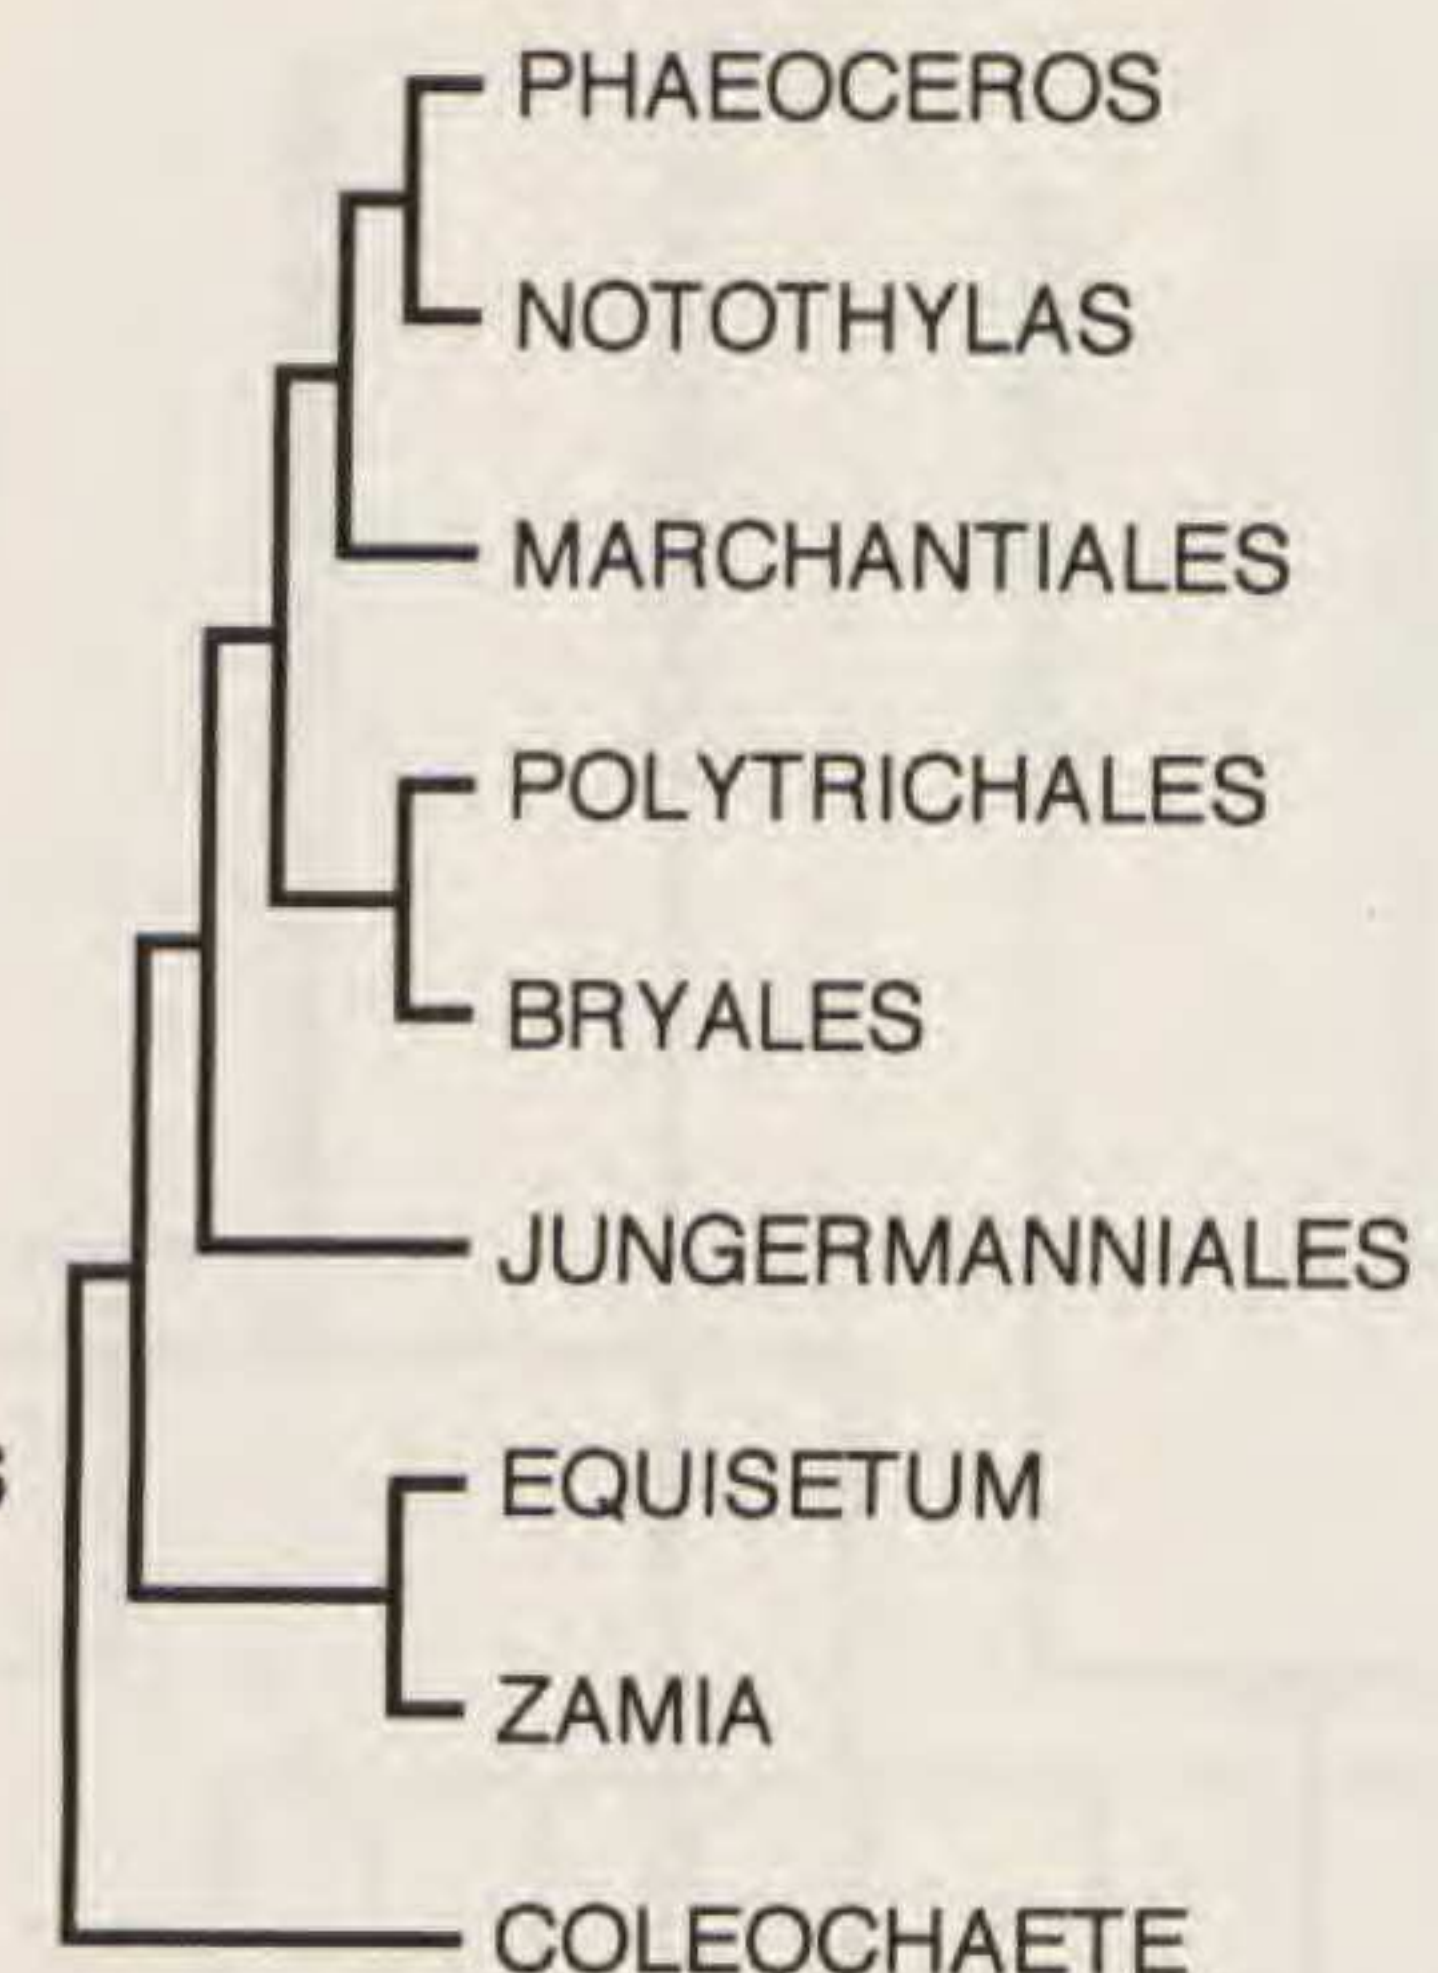 PHAEOCEROS
NOTOTHYLAS
MARCHANTIALES
POLYTRICHALES
BRYALES
JUNGERMANNIALES
EQUISETUM
ZAMIA
COLEOCHAETE